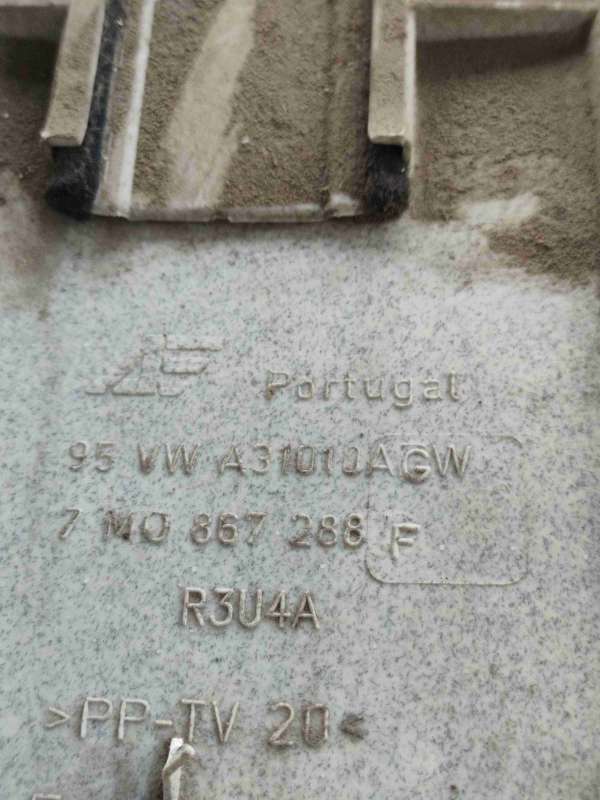 Portugal
95 VW A31010AGW
7 M0 867 288 F
R3U4A
>PP-TV 20<